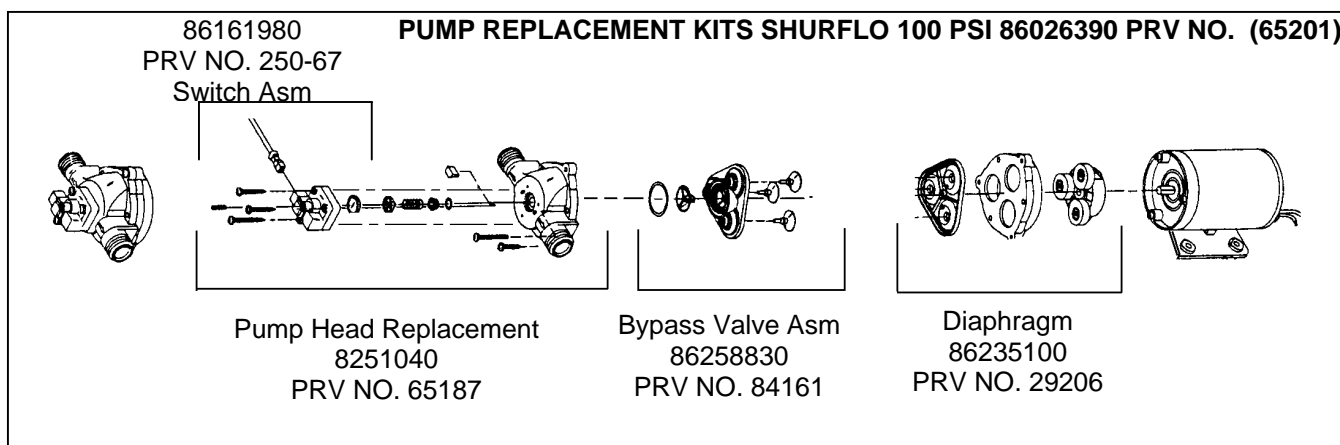 86161980
PRV NO. 250-67
Switch Asm
PUMP REPLACEMENT KITS SHURFLO 100 PSI 86026390 PRV NO. (65201)
Pump Head Replacement
8251040
PRV NO. 65187
Bypass Valve Asm
86258830
PRV NO. 84161
Diaphragm
86235100
PRV NO. 29206